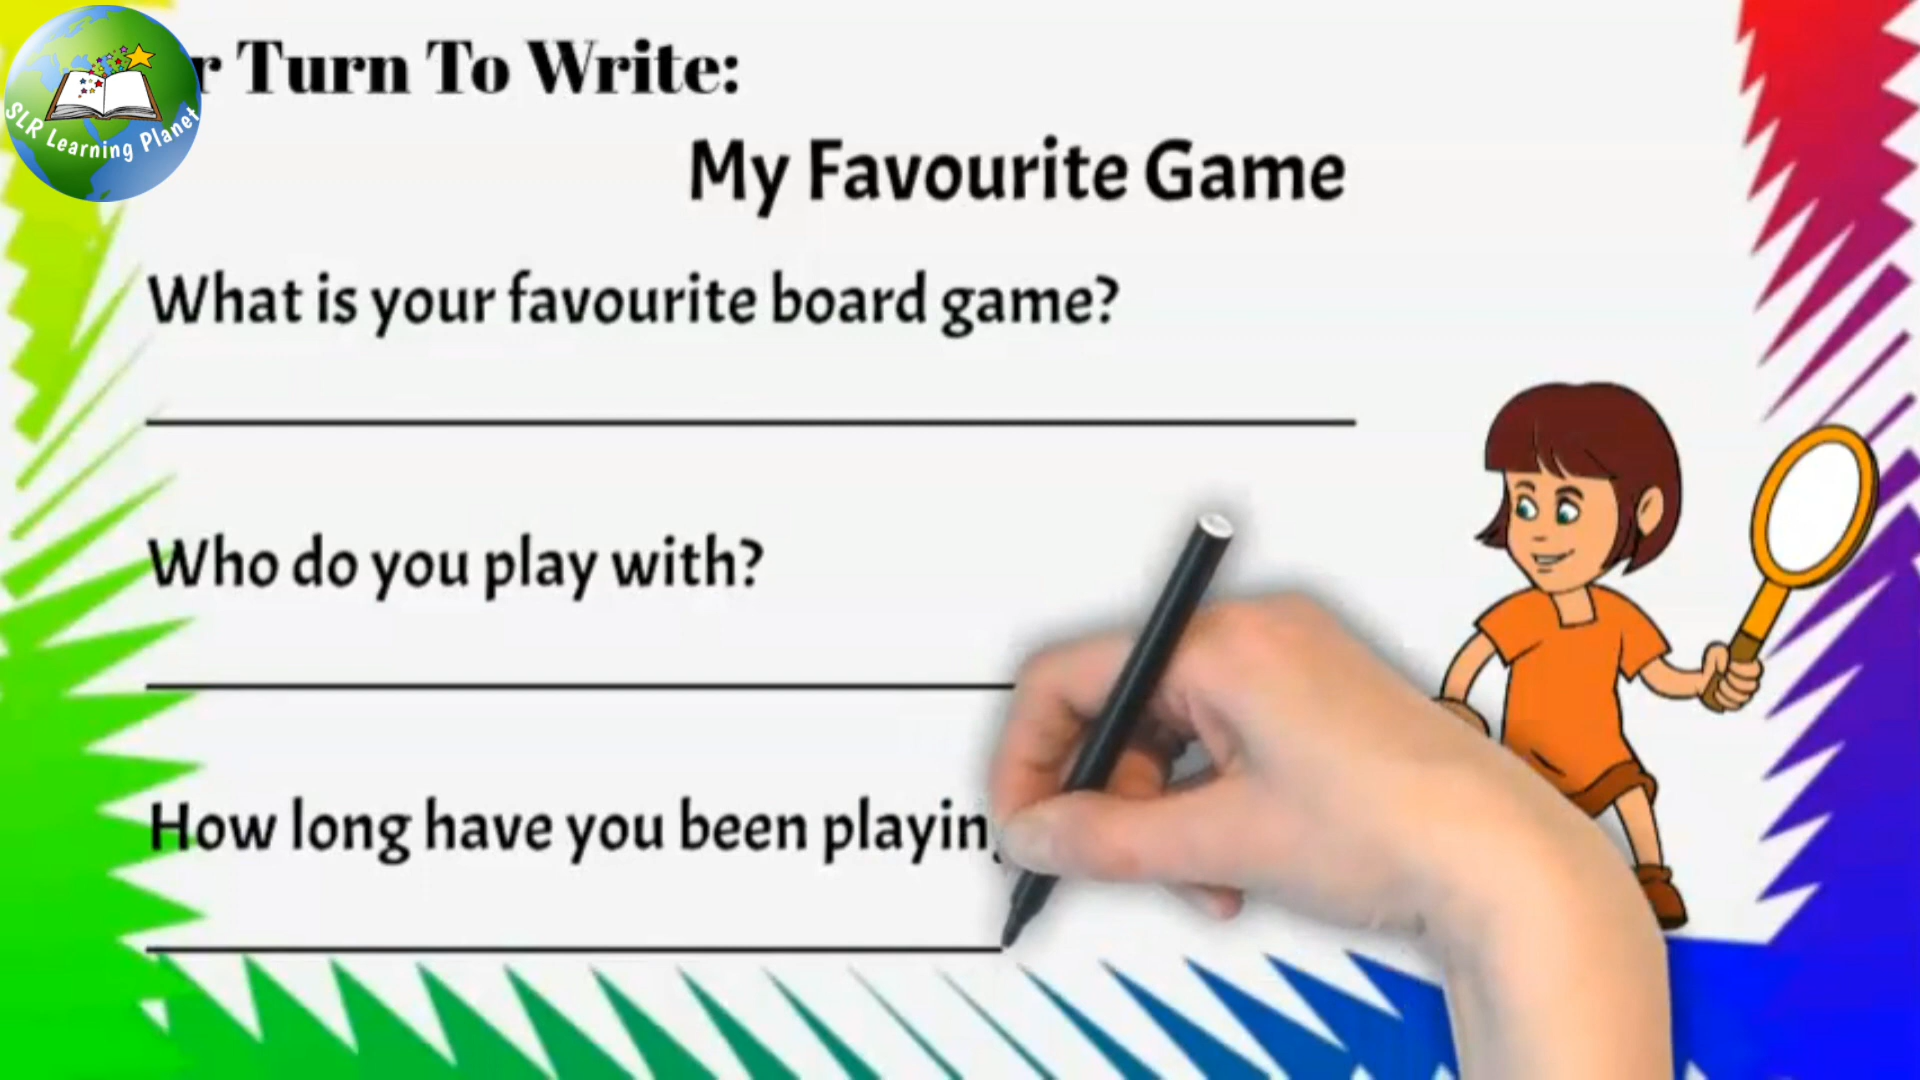 SLR Learning Planet
r Turn To Write:
My Favourite Game
What is your favourite board game?
Who do you play with?
How long have you been playing